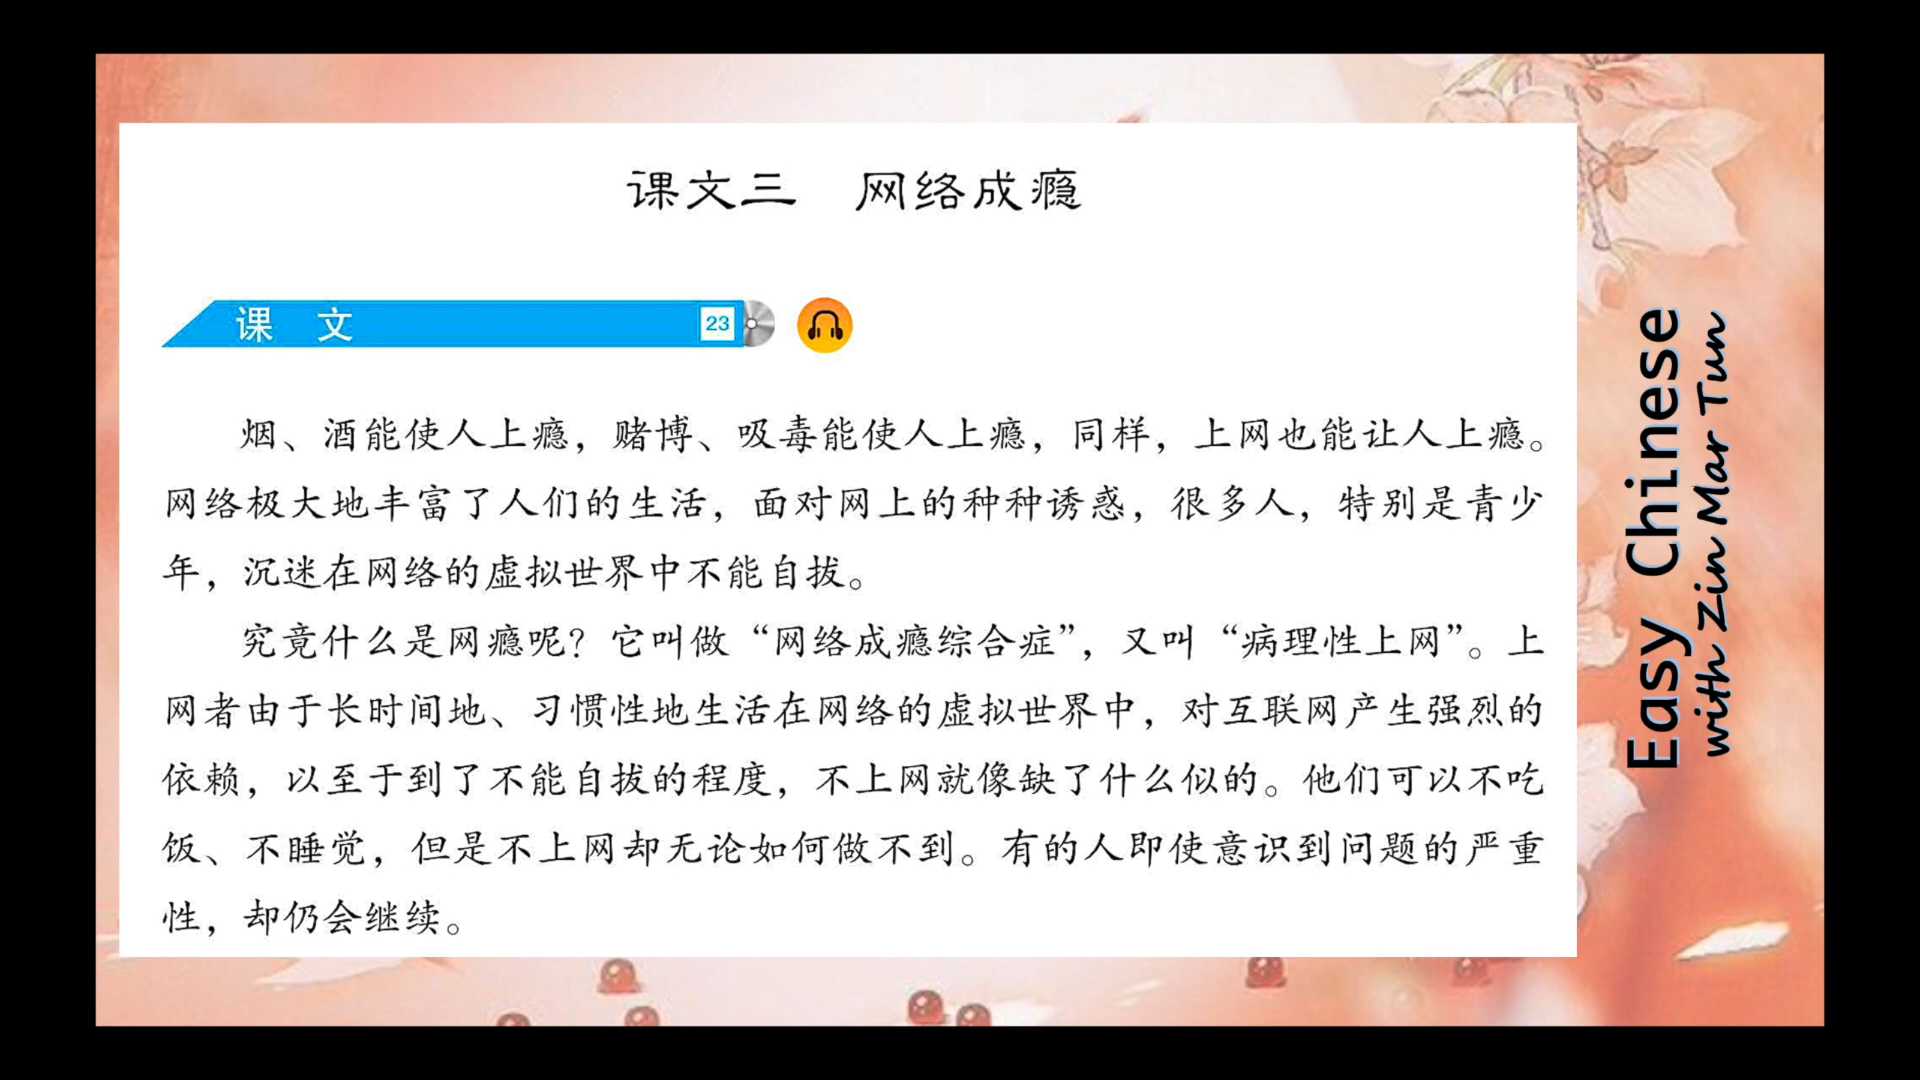 课文三 网络成瘾
课 文 23
烟、酒能使人上瘾，赌博、吸毒能使人上瘾，同样，上网也能让人上瘾。
网络极大地丰富了人们的生活，面对网上的种种诱惑，很多人，特别是青少
年，沉迷在网络的虚拟世界中不能自拔。
究竟什么是网瘾呢？它叫做“网络成瘾综合症”，又叫“病理性上网”。上
网者由于长时间地、习惯性地生活在网络的虚拟世界中，对互联网产生强烈的
依赖，以至于到了不能自拔的程度，不上网就像缺了什么似的。他们可以不吃
饭、不睡觉，但是不上网却无论如何做不到。有的人即使意识到问题的严重
性，却仍会继续。
Easy Chinese
with Zin Mar Tun